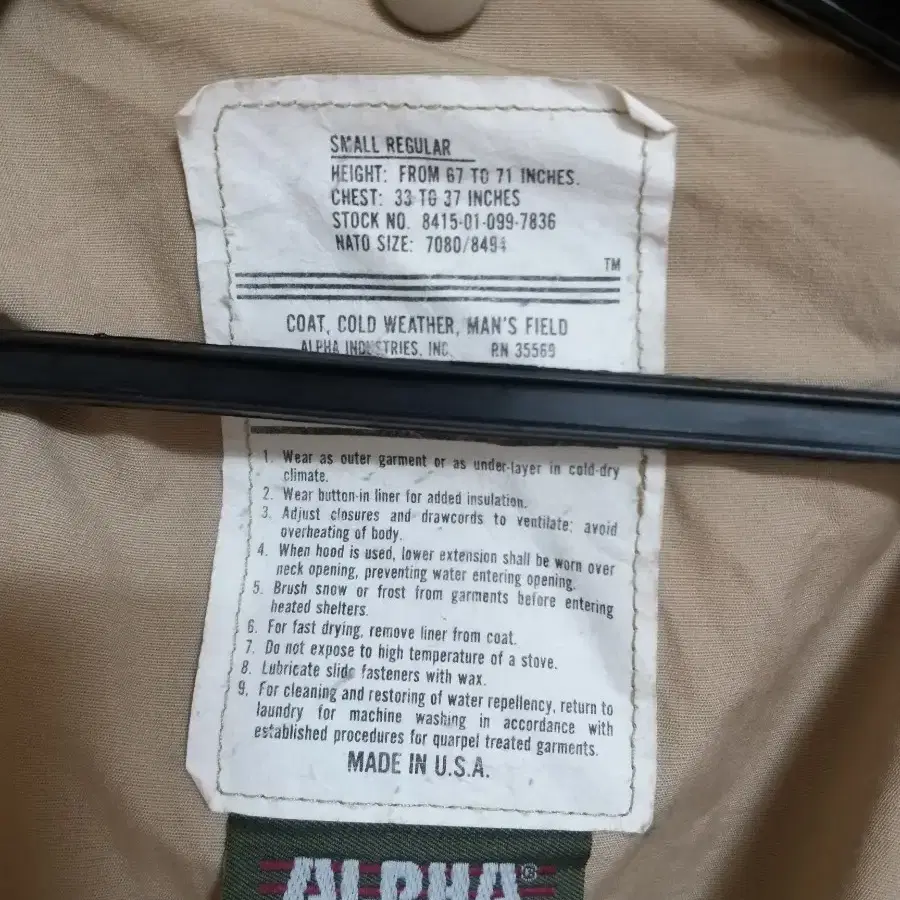 SMALL REGULAR
HEIGHT: FROM 67 TO 71 INCHES.
CHEST: 33 TO 37 INCHES
STOCK NO. 8415-01-099-7836
NATO SIZE: 7080/8494
TM
COAT, COLD WEATHER, MAN'S FIELD
ALPHA INDUSTRIES, INC. RN 35569
1. Wear as outer garment or as under-layer in cold-dry
climate.
2. Wear button-in liner for added insulation.
3. Adjust closures and drawcords to ventilate; avoid
overheating of body.
4. When hood is used, lower extension shall be worn over
neck opening, preventing water entering opening.
5. Brush snow or frost from garments before entering
heated shelters.
6. For fast drying, remove liner from coat.
7. Do not expose to high temperature of a stove.
8. Lubricate slide fasteners with wax.
9. For cleaning and restoring of water repellency, return to
laundry for machine washing in accordance with
established procedures for quarpel treated garments.
MADE IN U.S.A.
ALPHA®